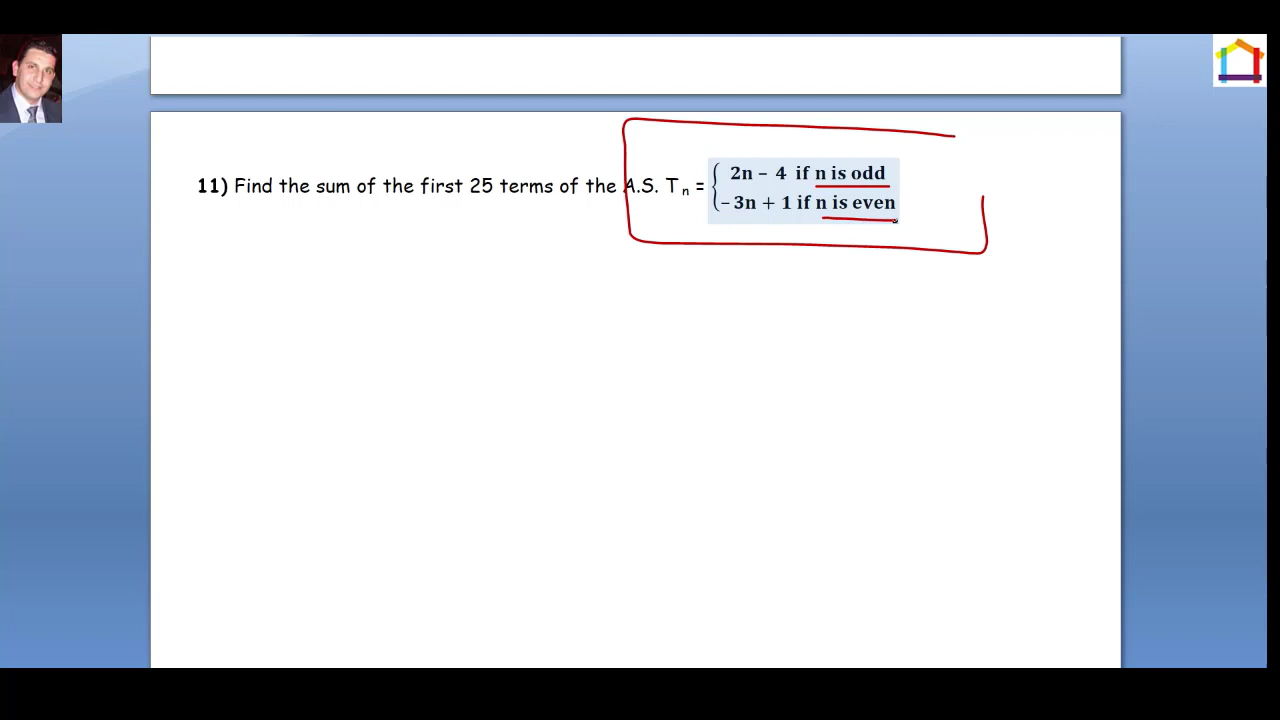 11) Find the sum of the first 25 terms of the A.S. T n = { 2n – 4 if n is odd
– 3n + 1 if n is even